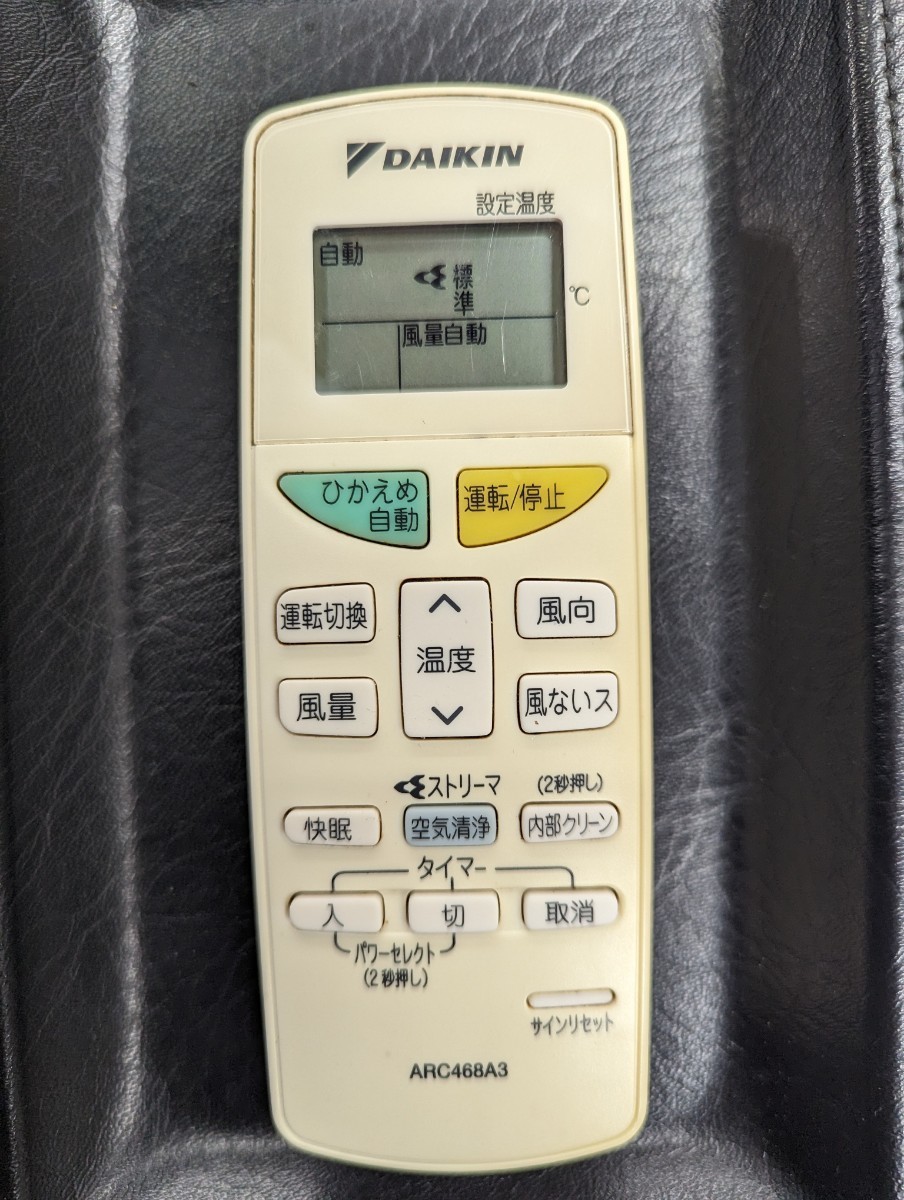 DAIKIN
設定温度
自動
標準
℃
風量自動
ひかえめ
自動
運転/停止
運転切換
温度
風向
風量
風ないス
ストリーマ
(2秒押し)
快眠
空気清浄
内部クリーン
タイマー
入
切
取消
パワーセレクト
(2秒押し)
サインリセット
ARC468A3